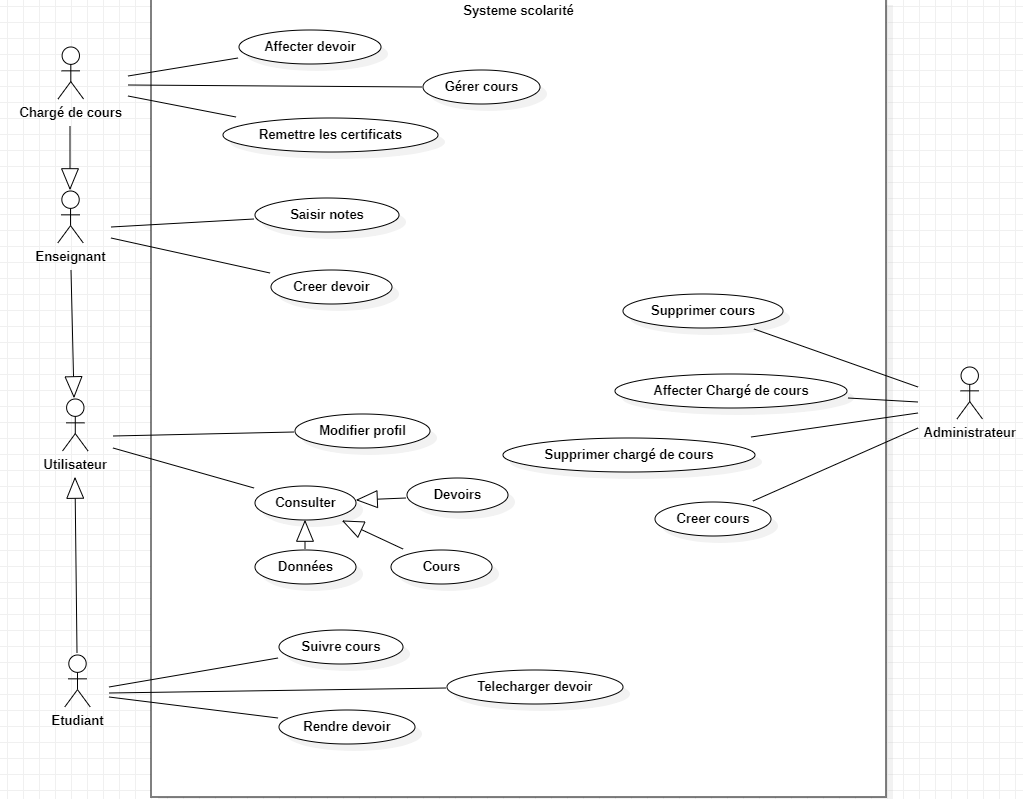 Systeme scolarité
Affecter devoir
Gérer cours
Chargé de cours
Remettre les certificats
Saisir notes
Enseignant
Creer devoir
Supprimer cours
Affecter Chargé de cours
Administrateur
Modifier profil
Supprimer chargé de cours
Utilisateur
Devoirs
Consulter
Creer cours
Données
Cours
Suivre cours
Telecharger devoir
Etudiant
Rendre devoir